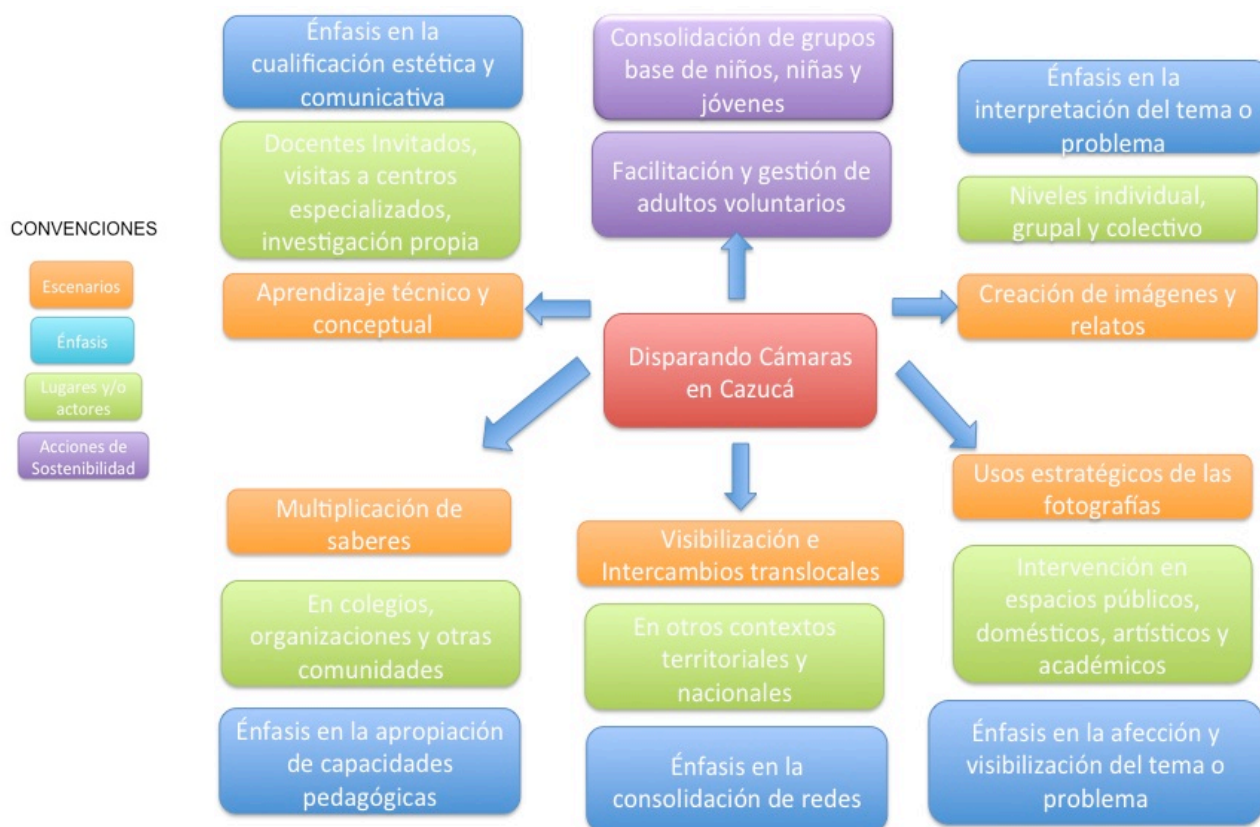 CONVENCIONES
Escenarios
Énfasis
Lugares y/o
actores
Acciones de
Sostenibilidad
Énfasis en la
cualificación estética y
comunicativa
Docentes Invitados,
visitas a centros
especializados,
investigación propia
Aprendizaje técnico y
conceptual
Consolidación de grupos
base de niños, niñas y
jóvenes
Facilitación y gestión de
adultos voluntarios
Énfasis en la
interpretación del tema o
problema
Niveles individual,
grupal y colectivo
Creación de imágenes y
relatos
Disparando Cámaras
en Cazucá
Multiplicación de
saberes
En colegios,
organizaciones y otras
comunidades
Énfasis en la apropiación
de capacidades
pedagógicas
Visibilización e
Intercambios translocales
En otros contextos
territoriales y
nacionales
Énfasis en la
consolidación de redes
Usos estratégicos de las
fotografías
Intervención en
espacios públicos,
domésticos, artísticos y
académicos
Énfasis en la afección y
visibilización del tema o
problema